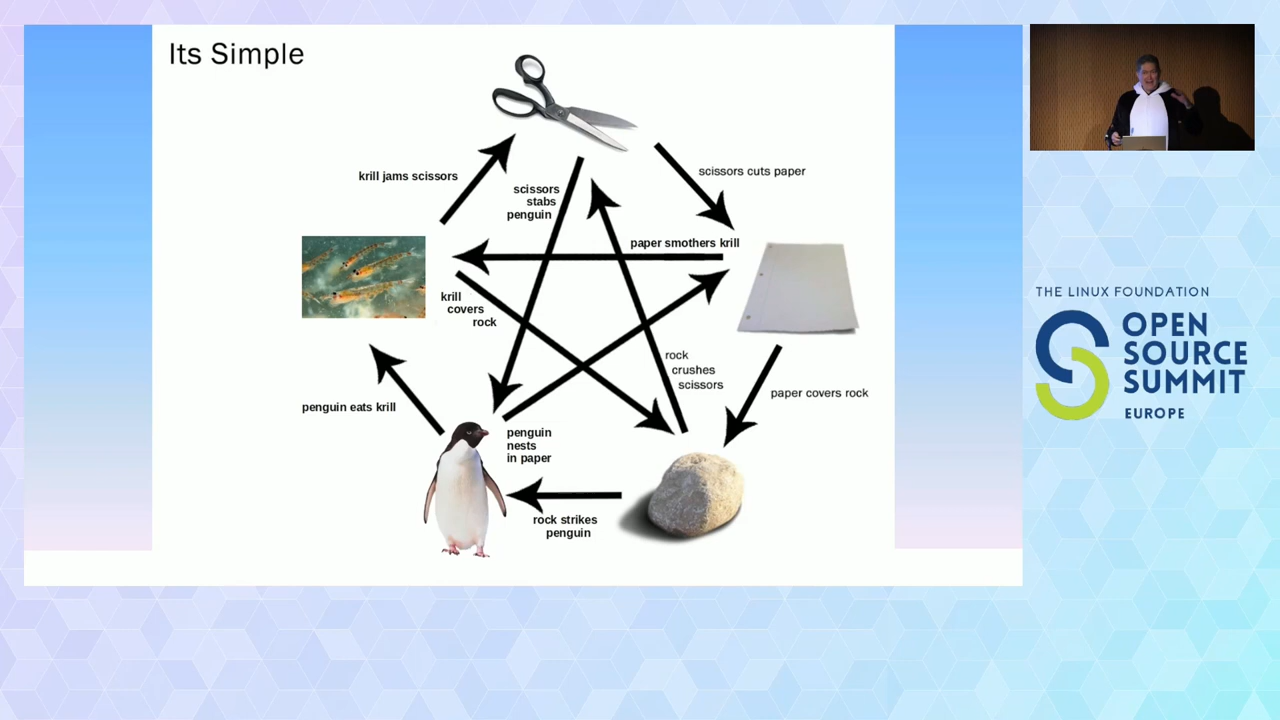 Its Simple
krill jams scissors
scissors
stabs
penguin
scissors cuts paper
paper smothers krill
krill
covers
rock
rock
crushes
scissors
paper covers rock
penguin eats krill
penguin
nests
in paper
rock strikes
penguin
THE LINUX FOUNDATION
OPEN
SOURCE
SUMMIT
EUROPE